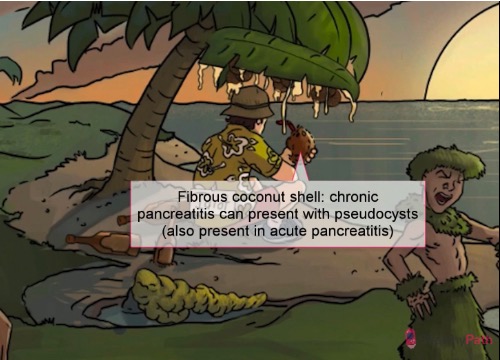 Fibrous coconut shell: chronic
pancreatitis can present with pseudocysts
(also present in acute pancreatitis)